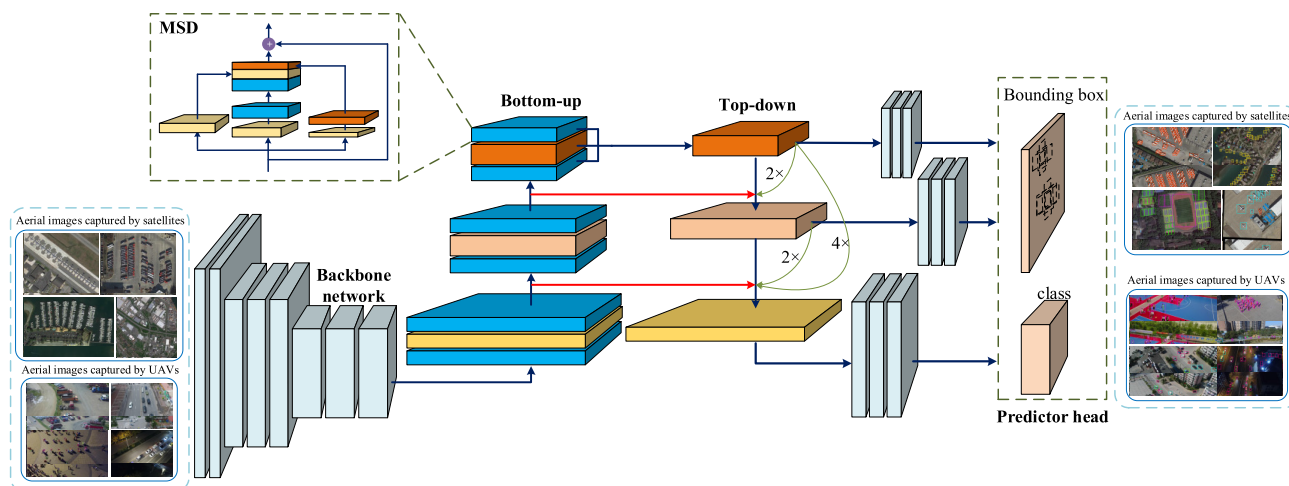 MSD
+
Bottom-up
Top-down
Bounding box
Aerial images captured by satellites
2×
4×
2×
Aerial images captured by satellites
Backbone
network
class
Aerial images captured by UAVs
Aerial images captured by UAVs
Predictor head